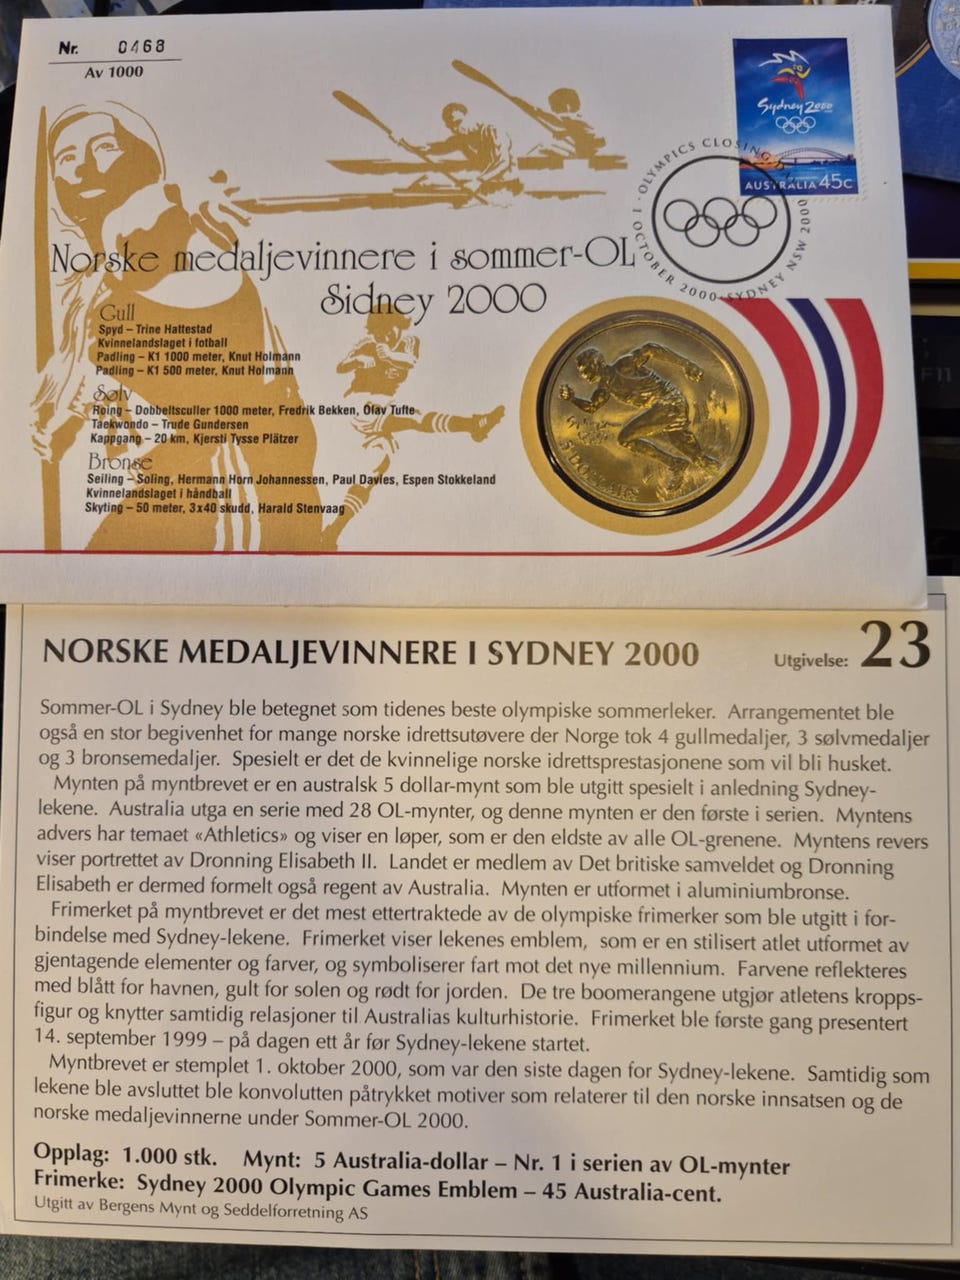 Nr. 0468
Av 1000
Sydney 2000
AUSTRALIA 45c
1 OCTOBER 2000 · SYDNEY NSW 2000 · OLYMPICS CLOSING
Norske medaljevinnere i sommer-OL
Sidney 2000
Gull
Spyd – Trine Hattestad
Kvinnelandslaget i fotball
Padling – K1 1000 meter, Knut Holmann
Padling – K1 500 meter, Knut Holmann
Sølv
Roing – Dobbeltsculler 1000 meter, Fredrik Bekken, Olav Tufte
Taekwondo – Trude Gundersen
Kappgang – 20 km, Kjersti Tysse Plätzer
Bronse
Seiling – Soling, Hermann Horn Johannessen, Paul Davies, Espen Stokkeland
Kvinnelandslaget i håndball
Skyting – 50 meter, 3x40 skudd, Harald Stenvaag
5 DOLLARS
F11
NORSKE MEDALJEVINNERE I SYDNEY 2000 Utgivelse: 23
Sommer-OL i Sydney ble betegnet som tidenes beste olympiske sommerleker. Arrangementet ble
også en stor begivenhet for mange norske idrettsutøvere der Norge tok 4 gullmedaljer, 3 sølvmedaljer
og 3 bronsemedaljer. Spesielt er det de kvinnelige norske idrettsprestasjonene som vil bli husket.
Mynten på myntbrevet er en australsk 5 dollar-mynt som ble utgitt spesielt i anledning Sydney-
lekene. Australia utga en serie med 28 OL-mynter, og denne mynten er den første i serien. Myntens
advers har temaet «Athletics» og viser en løper, som er den eldste av alle OL-grenene. Myntens revers
viser portrettet av Dronning Elisabeth II. Landet er medlem av Det britiske samveldet og Dronning
Elisabeth er dermed formelt også regent av Australia. Mynten er utformet i aluminiumbronse.
Frimerket på myntbrevet er det mest ettertraktede av de olympiske frimerker som ble utgitt i for-
bindelse med Sydney-lekene. Frimerket viser lekenes emblem, som er en stilisert atlet utformet av
gjentagende elementer og farver, og symboliserer fart mot det nye millennium. Farvene reflekteres
med blått for havnen, gult for solen og rødt for jorden. De tre boomerangene utgjør atletens kropps-
figur og knytter samtidig relasjoner til Australias kulturhistorie. Frimerket ble første gang presentert
14. september 1999 – på dagen ett år før Sydney-lekene startet.
Myntbrevet er stemplet 1. oktober 2000, som var den siste dagen for Sydney-lekene. Samtidig som
lekene ble avsluttet ble konvolutten påtrykket motiver som relaterer til den norske innsatsen og de
norske medaljevinnerne under Sommer-OL 2000.
Opplag: 1.000 stk. Mynt: 5 Australia-dollar – Nr. 1 i serien av OL-mynter
Frimerke: Sydney 2000 Olympic Games Emblem – 45 Australia-cent.
Utgitt av Bergens Mynt og Seddelforretning AS